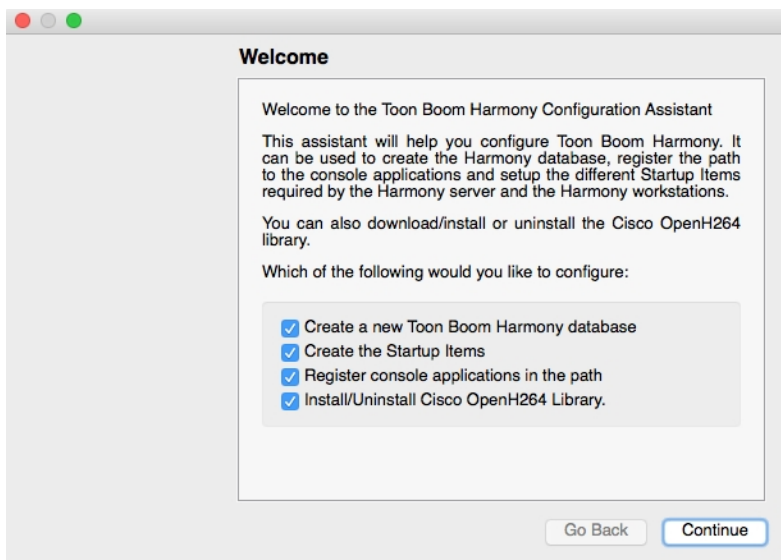 Welcome
Welcome to the Toon Boom Harmony Configuration Assistant
This assistant will help you configure Toon Boom Harmony. It
can be used to create the Harmony database, register the path
to the console applications and setup the different Startup Items
required by the Harmony server and the Harmony workstations.
You can also download/install or uninstall the Cisco OpenH264
library.
Which of the following would you like to configure:
Create a new Toon Boom Harmony database
Create the Startup Items
Register console applications in the path
Install/Uninstall Cisco OpenH264 Library.
Go Back
Continue